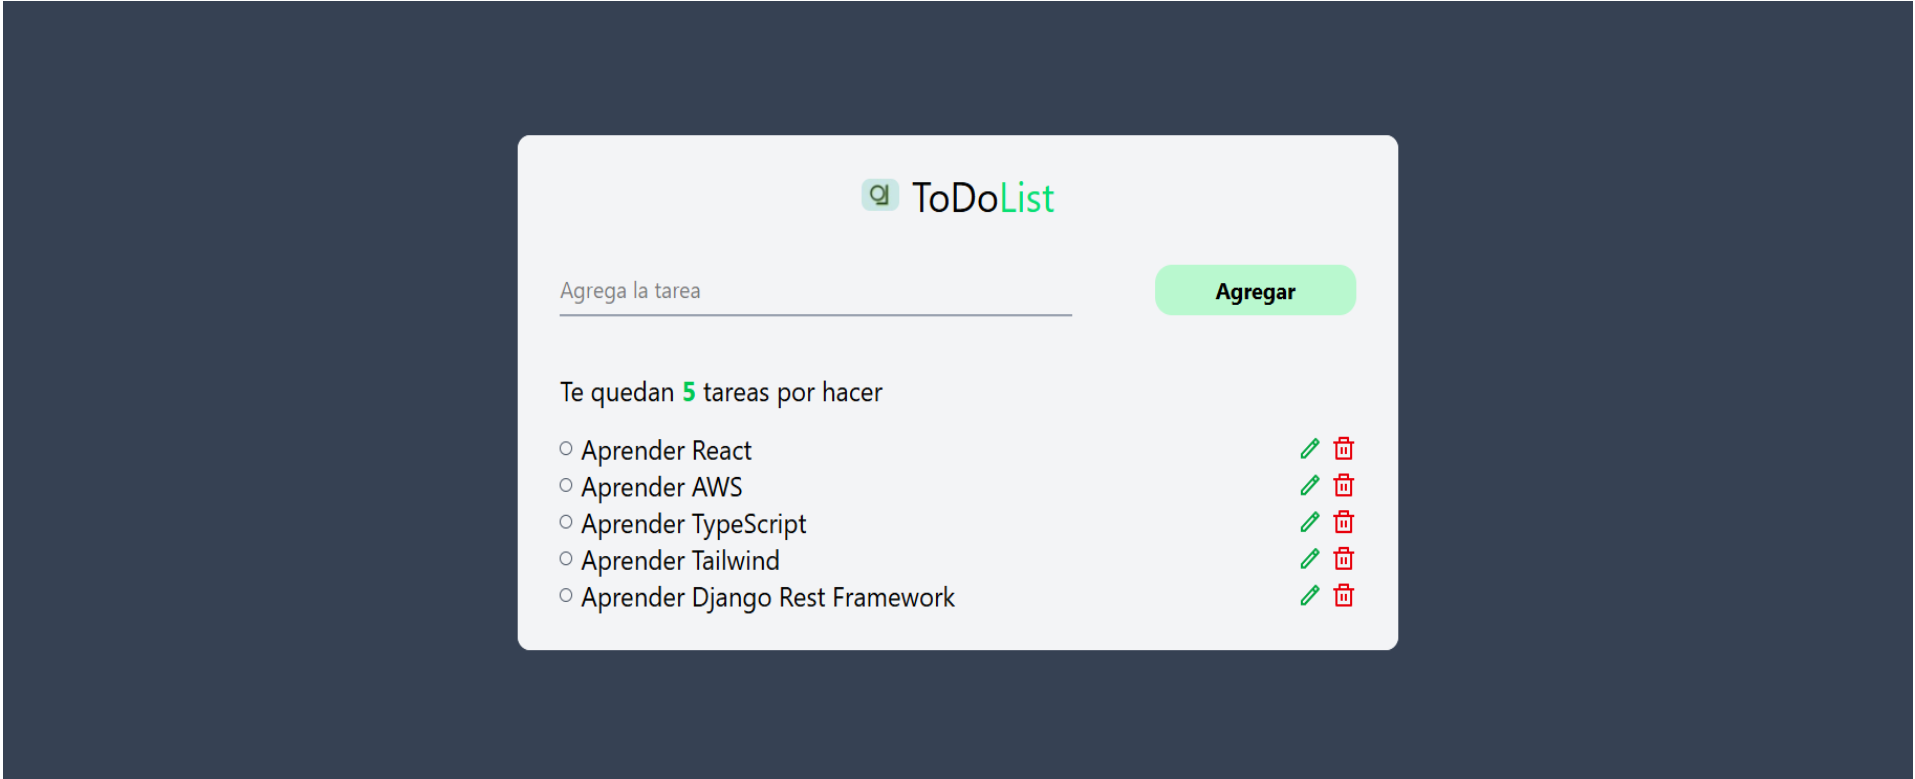 ToDoList
Agrega la tarea
Agregar
Te quedan 5 tareas por hacer
Aprender React
Aprender AWS
Aprender TypeScript
Aprender Tailwind
Aprender Django Rest Framework